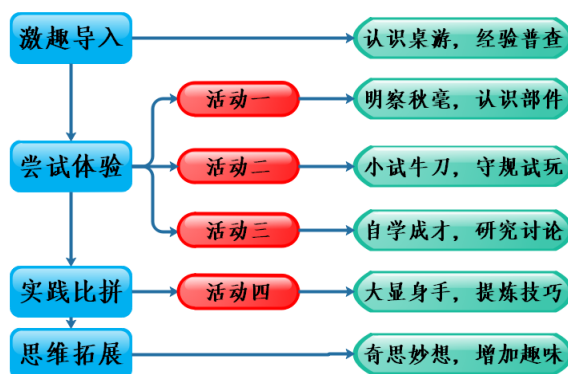 激趣导入
认识桌游，经验普查
活动一
明察秋毫，认识部件
尝试体验
活动二
小试牛刀，守规试玩
活动三
自学成才，研究讨论
实践比拼
活动四
大显身手，提炼技巧
思维拓展
奇思妙想，增加趣味